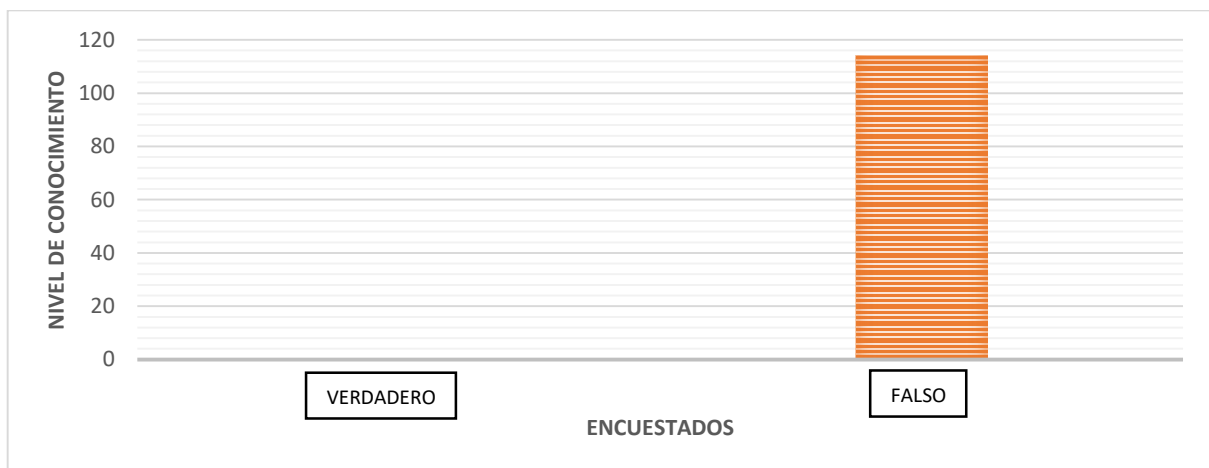 NIVEL DE CONOCIMIENTO
120
100
80
60
40
20
0
VERDADERO
FALSO
ENCUESTADOS